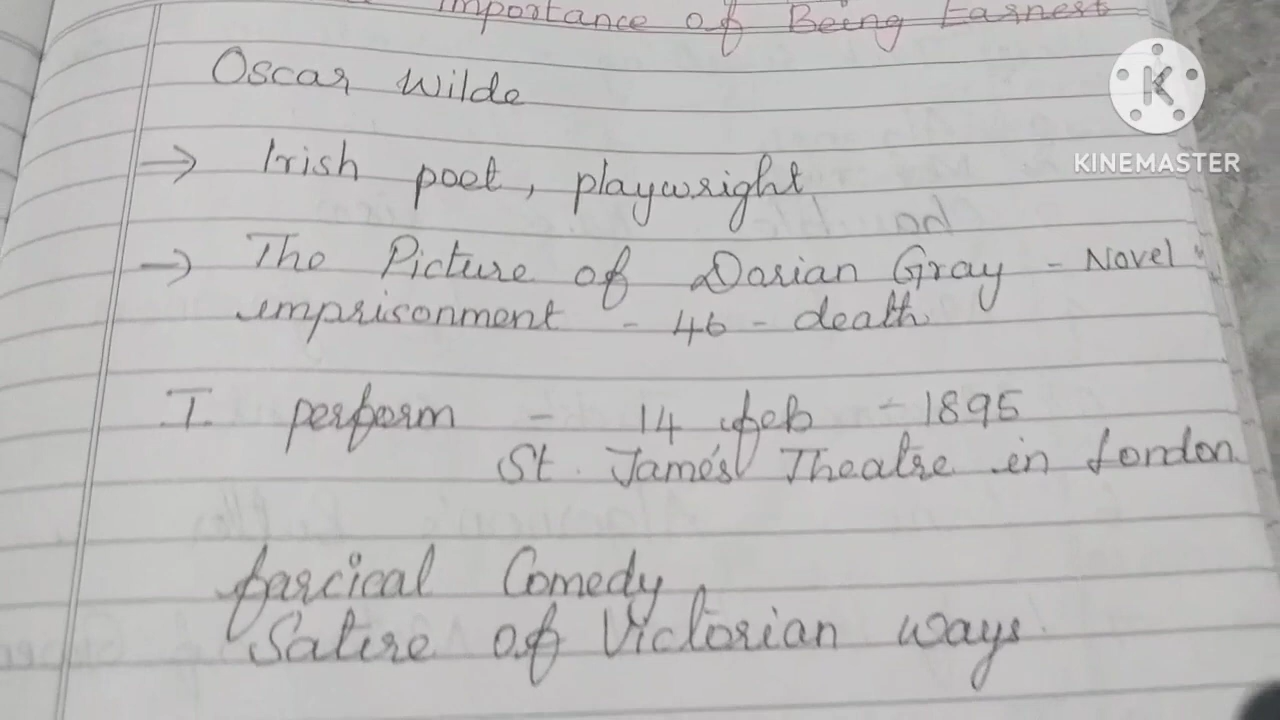 Importance of Being Earnest
Oscar Wilde
K
KINEMASTER
→ Irish poet, playwright
→ The Picture of Dorian Gray - Novel
imprisonment - 46 - death
I. perform - 14 feb - 1895
St. James's Theatre in London.
farcical Comedy
Satire of Victorian ways.